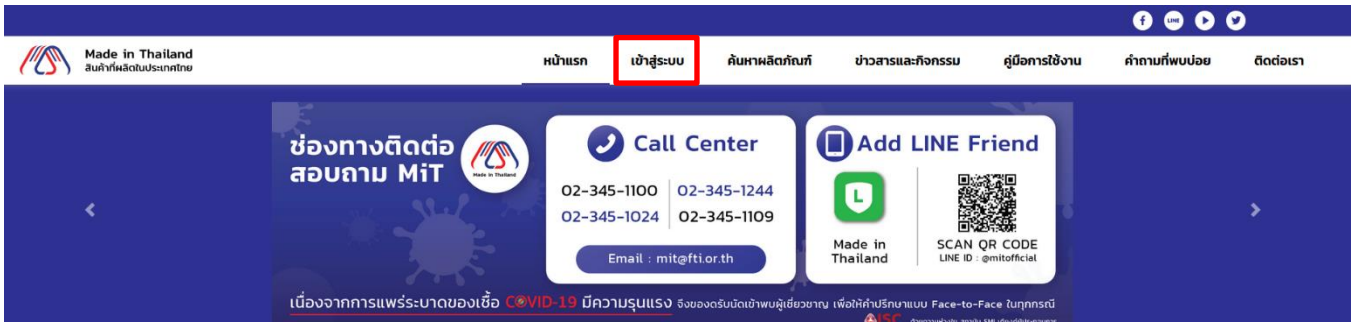 Made in Thailand
สินค้าที่ผลิตในประเทศไทย
หน้าแรก เข้าสู่ระบบ ค้นหาผลิตภัณฑ์ ข่าวสารและกิจกรรม คู่มือการใช้งาน คำถามที่พบบ่อย ติดต่อเรา
ช่องทางติดต่อ
สอบถาม MiT
Made in Thailand
Call Center
02-345-1100 02-345-1244
02-345-1024 02-345-1109
Email : mit@fti.or.th
Add LINE Friend
Made in
Thailand
SCAN QR CODE
LINE ID : @mitofficial
เนื่องจากการแพร่ระบาดของเชื้อ COVID-19 มีความรุนแรง จึงของดรับนัดเข้าพบผู้เชี่ยวชาญ เพื่อให้คำปรึกษาแบบ Face-to-Face ในทุกกรณี